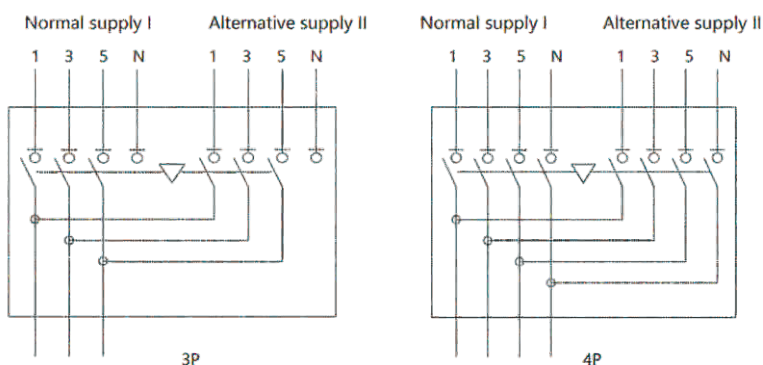 Normal supply I Alternative supply II Normal supply I Alternative supply II
1 3 5 N 1 3 5 N 1 3 5 N 1 3 5 N
3P 4P